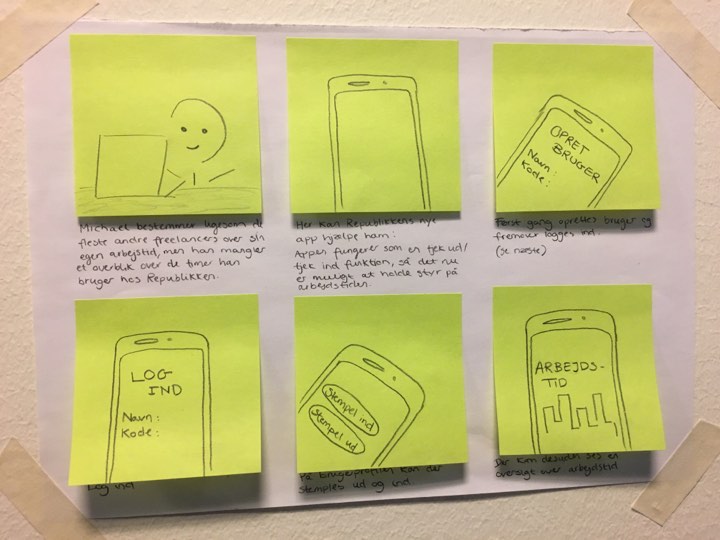 Michael bestemmer ligesom de
fleste andre freelancers over sin
egen arbejdstid, men han mangler
et overblik over de timer han
bruger hos Republikken.
Her kan Republikkens nye
app hjælpe ham:
Appen fungerer som en tjek ud/
tjek ind funktion, så det nu
er muligt at holde styr på
arbejdstiden.
OPRET
BRUGER
Navn:
Kode:
Først gang oprettes bruger og
fremover logges ind.
(se næste)
LOG
IND
Navn:
Kode:
Log ind
Stempel ind
Stempel ud
På brugerprofilen kan der
stemples ud og ind.
ARBEJDS-
TID
Der kan desuden ses en
oversigt over arbejdstid